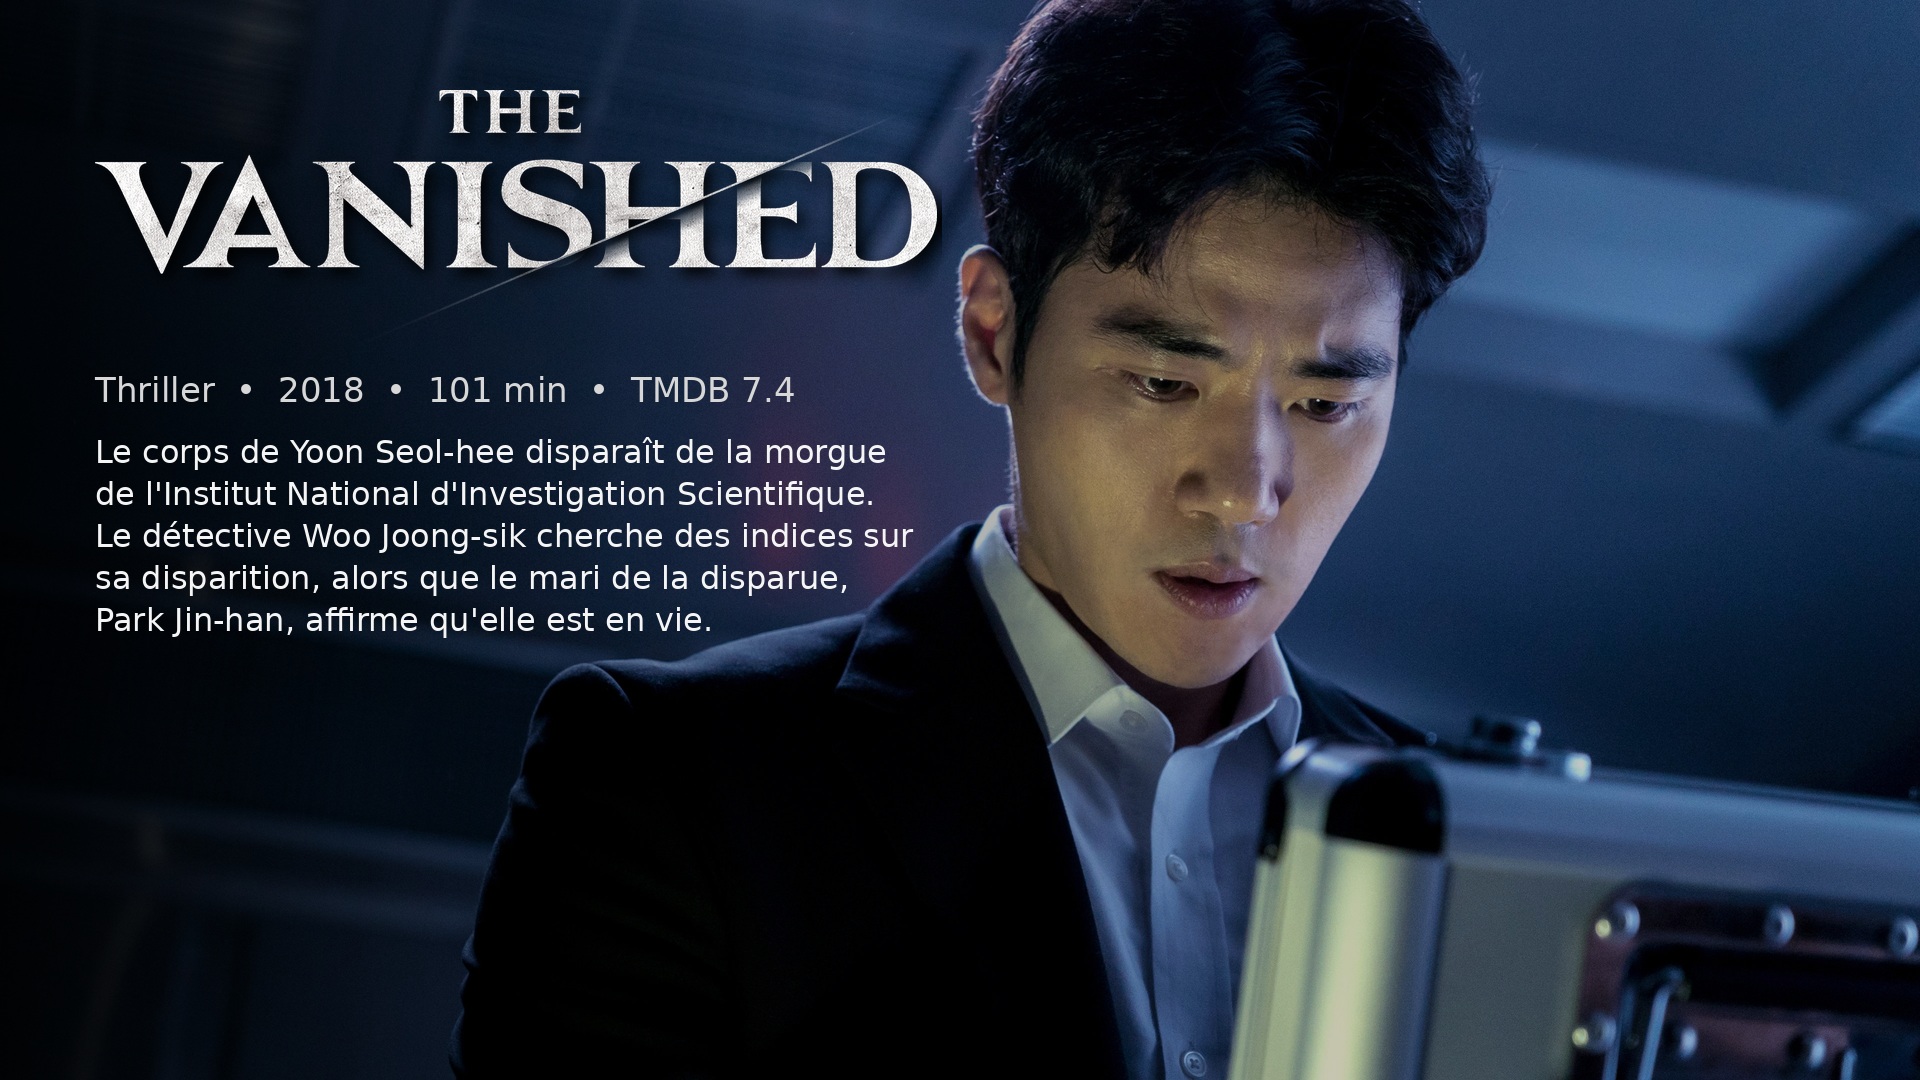 THE
VANISHED
Thriller • 2018 • 101 min • TMDB 7.4
Le corps de Yoon Seol-hee disparaît de la morgue
de l'Institut National d'Investigation Scientifique.
Le détective Woo Joong-sik cherche des indices sur
sa disparition, alors que le mari de la disparue,
Park Jin-han, affirme qu'elle est en vie.